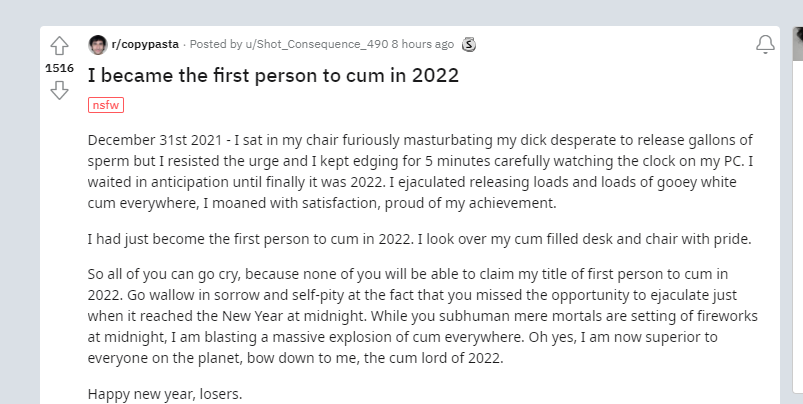 r/copypasta · Posted by u/Shot_Consequence_490 8 hours ago
1516
I became the first person to cum in 2022
nsfw
December 31st 2021 - I sat in my chair furiously masturbating my dick desperate to release gallons of
sperm but I resisted the urge and I kept edging for 5 minutes carefully watching the clock on my PC. I
waited in anticipation until finally it was 2022. I ejaculated releasing loads and loads of gooey white
cum everywhere, I moaned with satisfaction, proud of my achievement.
I had just become the first person to cum in 2022. I look over my cum filled desk and chair with pride.
So all of you can go cry, because none of you will be able to claim my title of first person to cum in
2022. Go wallow in sorrow and self-pity at the fact that you missed the opportunity to ejaculate just
when it reached the New Year at midnight. While you subhuman mere mortals are setting of fireworks
at midnight, I am blasting a massive explosion of cum everywhere. Oh yes, I am now superior to
everyone on the planet, bow down to me, the cum lord of 2022.
Happy new year, losers.